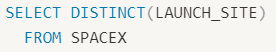 SELECT DISTINCT(LAUNCH_SITE)
FROM SPACEX